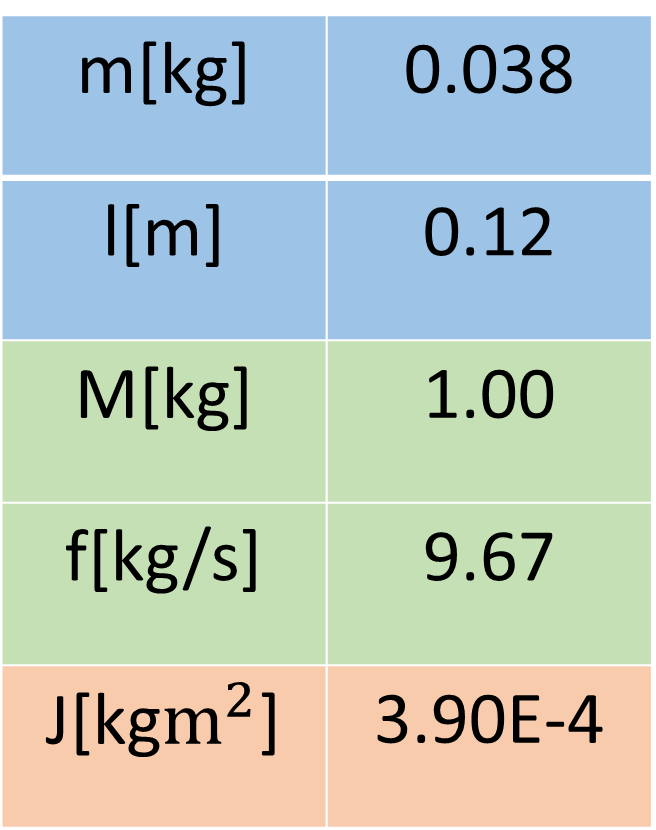 m[kg] 0.038
l[m] 0.12
M[kg] 1.00
f[kg/s] 9.67
J[kgm²] 3.90E-4